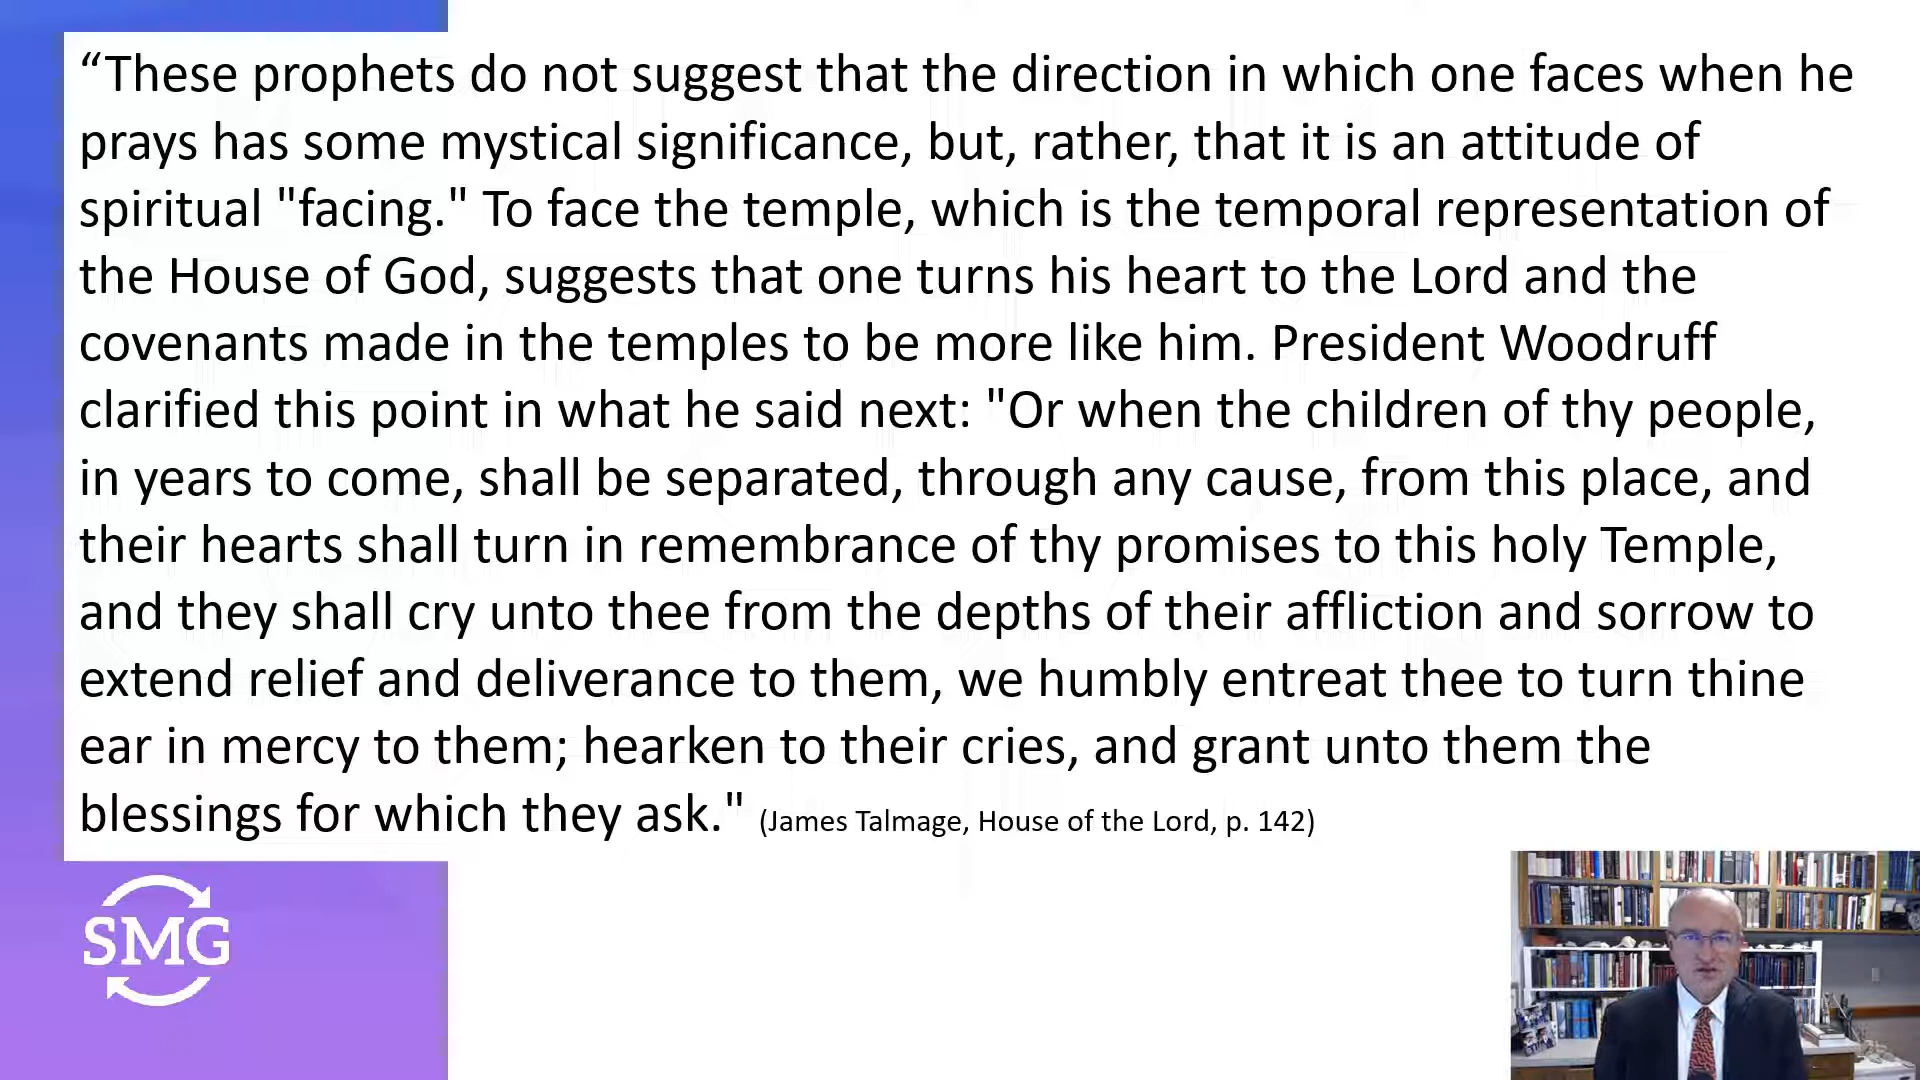 “These prophets do not suggest that the direction in which one faces when he
prays has some mystical significance, but, rather, that it is an attitude of
spiritual "facing." To face the temple, which is the temporal representation of
the House of God, suggests that one turns his heart to the Lord and the
covenants made in the temples to be more like him. President Woodruff
clarified this point in what he said next: "Or when the children of thy people,
in years to come, shall be separated, through any cause, from this place, and
their hearts shall turn in remembrance of thy promises to this holy Temple,
and they shall cry unto thee from the depths of their affliction and sorrow to
extend relief and deliverance to them, we humbly entreat thee to turn thine
ear in mercy to them; hearken to their cries, and grant unto them the
blessings for which they ask." (James Talmage, House of the Lord, p. 142)
SMG